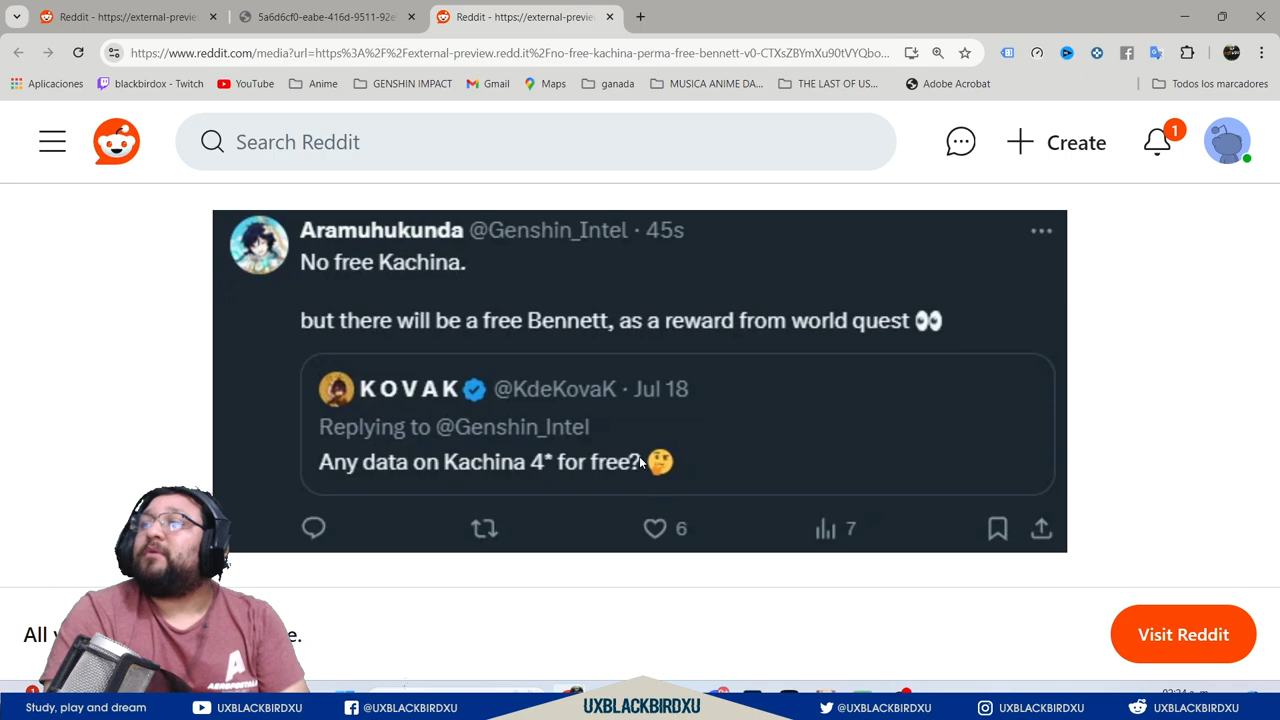 Reddit - https://external-previe
5a6d6cf0-eabe-416d-9511-92e
Reddit - https://external-previe
https://www.reddit.com/media?url=https%3A%2F%2Fexternal-preview.redd.it%2Fno-free-kachina-perma-free-bennett-v0-CTXsZBYmXu90tVYQbo...
Aplicaciones
blackbirdox - Twitch
YouTube
Anime
GENSHIN IMPACT
Gmail
Maps
ganada
MUSICA ANIME DA...
THE LAST OF US...
Adobe Acrobat
Todos los marcadores
Search Reddit
Create
1
Aramuhukunda @Genshin_Intel · 45s
No free Kachina.
but there will be a free Bennett, as a reward from world quest 👀
K O V A K @KdeKovaK · Jul 18
Replying to @Genshin_Intel
Any data on Kachina 4* for free?🤔
6
7
All
e.
Visit Reddit
A
AEROPOSTALE
Study, play and dream
UXBLACKBIRDXU
@UXBLACKBIRDXU
UXBLACKBIRDXU
@UXBLACKBIRDXU
UXBLACKBIRDXU
UXBLACKBIRDXU